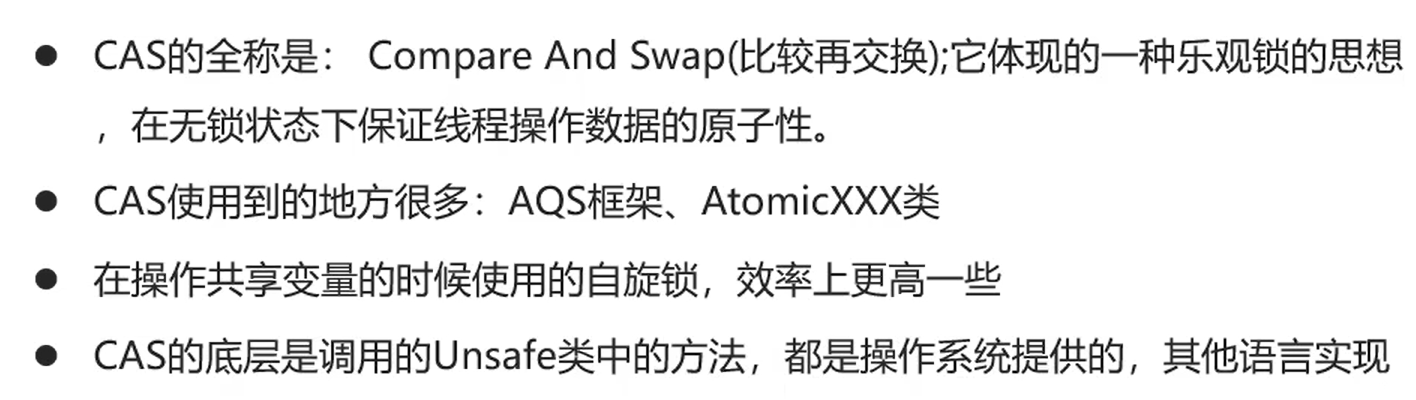 ● CAS的全称是： Compare And Swap(比较再交换);它体现的一种乐观锁的思想
，在无锁状态下保证线程操作数据的原子性。
● CAS使用到的地方很多：AQS框架、AtomicXXX类
● 在操作共享变量的时候使用的自旋锁，效率上更高一些
● CAS的底层是调用的Unsafe类中的方法，都是操作系统提供的，其他语言实现